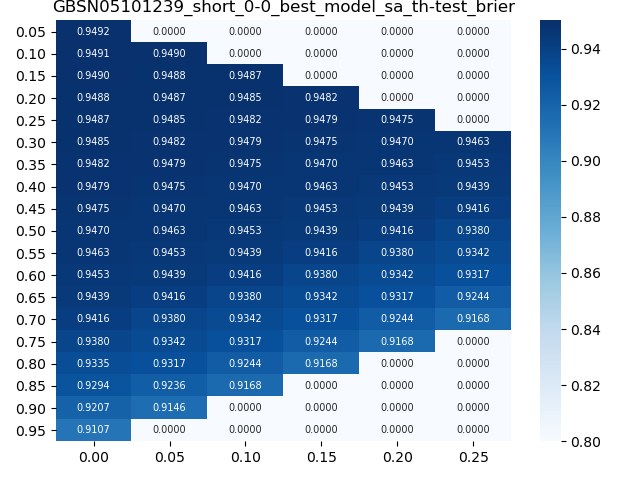 GBSN05101239_short_0-0_best_model_sa_th-test_brier
0.05 0.9492 0.0000 0.0000 0.0000 0.0000 0.0000
0.10 0.9491 0.9490 0.0000 0.0000 0.0000 0.0000
0.15 0.9490 0.9488 0.9487 0.0000 0.0000 0.0000
0.20 0.9488 0.9487 0.9485 0.9482 0.0000 0.0000
0.25 0.9487 0.9485 0.9482 0.9479 0.9475 0.0000
0.30 0.9485 0.9482 0.9479 0.9475 0.9470 0.9463
0.35 0.9482 0.9479 0.9475 0.9470 0.9463 0.9453
0.40 0.9479 0.9475 0.9470 0.9463 0.9453 0.9439
0.45 0.9475 0.9470 0.9463 0.9453 0.9439 0.9416
0.50 0.9470 0.9463 0.9453 0.9439 0.9416 0.9380
0.55 0.9463 0.9453 0.9439 0.9416 0.9380 0.9342
0.60 0.9453 0.9439 0.9416 0.9380 0.9342 0.9317
0.65 0.9439 0.9416 0.9380 0.9342 0.9317 0.9244
0.70 0.9416 0.9380 0.9342 0.9317 0.9244 0.9168
0.75 0.9380 0.9342 0.9317 0.9244 0.9168 0.0000
0.80 0.9335 0.9317 0.9244 0.9168 0.0000 0.0000
0.85 0.9294 0.9236 0.9168 0.0000 0.0000 0.0000
0.90 0.9207 0.9146 0.0000 0.0000 0.0000 0.0000
0.95 0.9107 0.0000 0.0000 0.0000 0.0000 0.0000
0.00 0.05 0.10 0.15 0.20 0.25
0.94
0.92
0.90
0.88
0.86
0.84
0.82
0.80